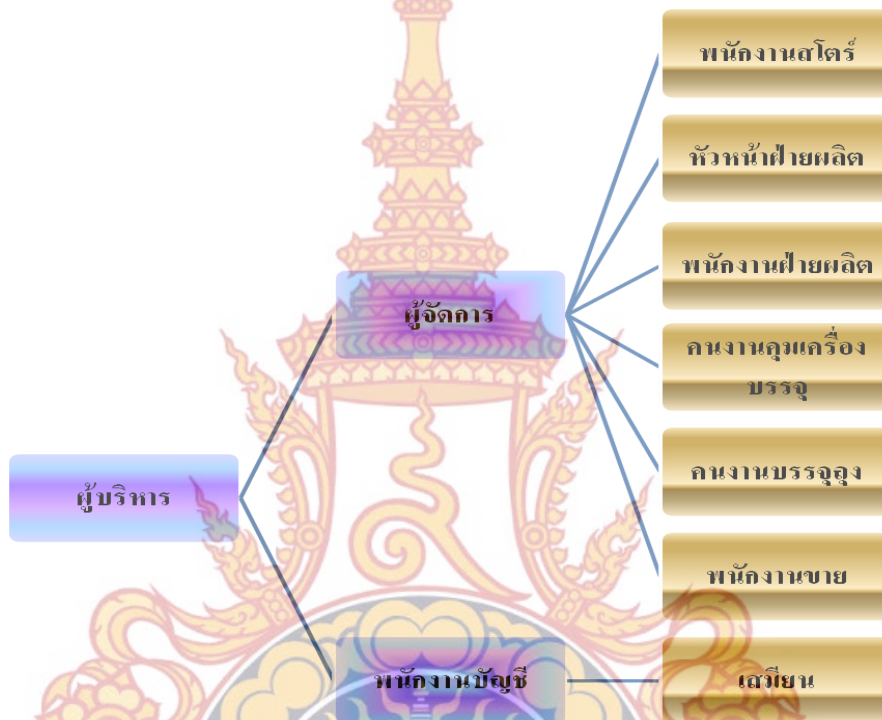 พนักงานสโตร์
หัวหน้าฝ่ายผลิต
พนักงานฝ่ายผลิต
ผู้จัดการ
คนงานคุมเครื่อง
บรรจุ
คนงานบรรจุถุง
ผู้บริหาร
พนักงานขาย
พนักงานบัญชี
เสมียน